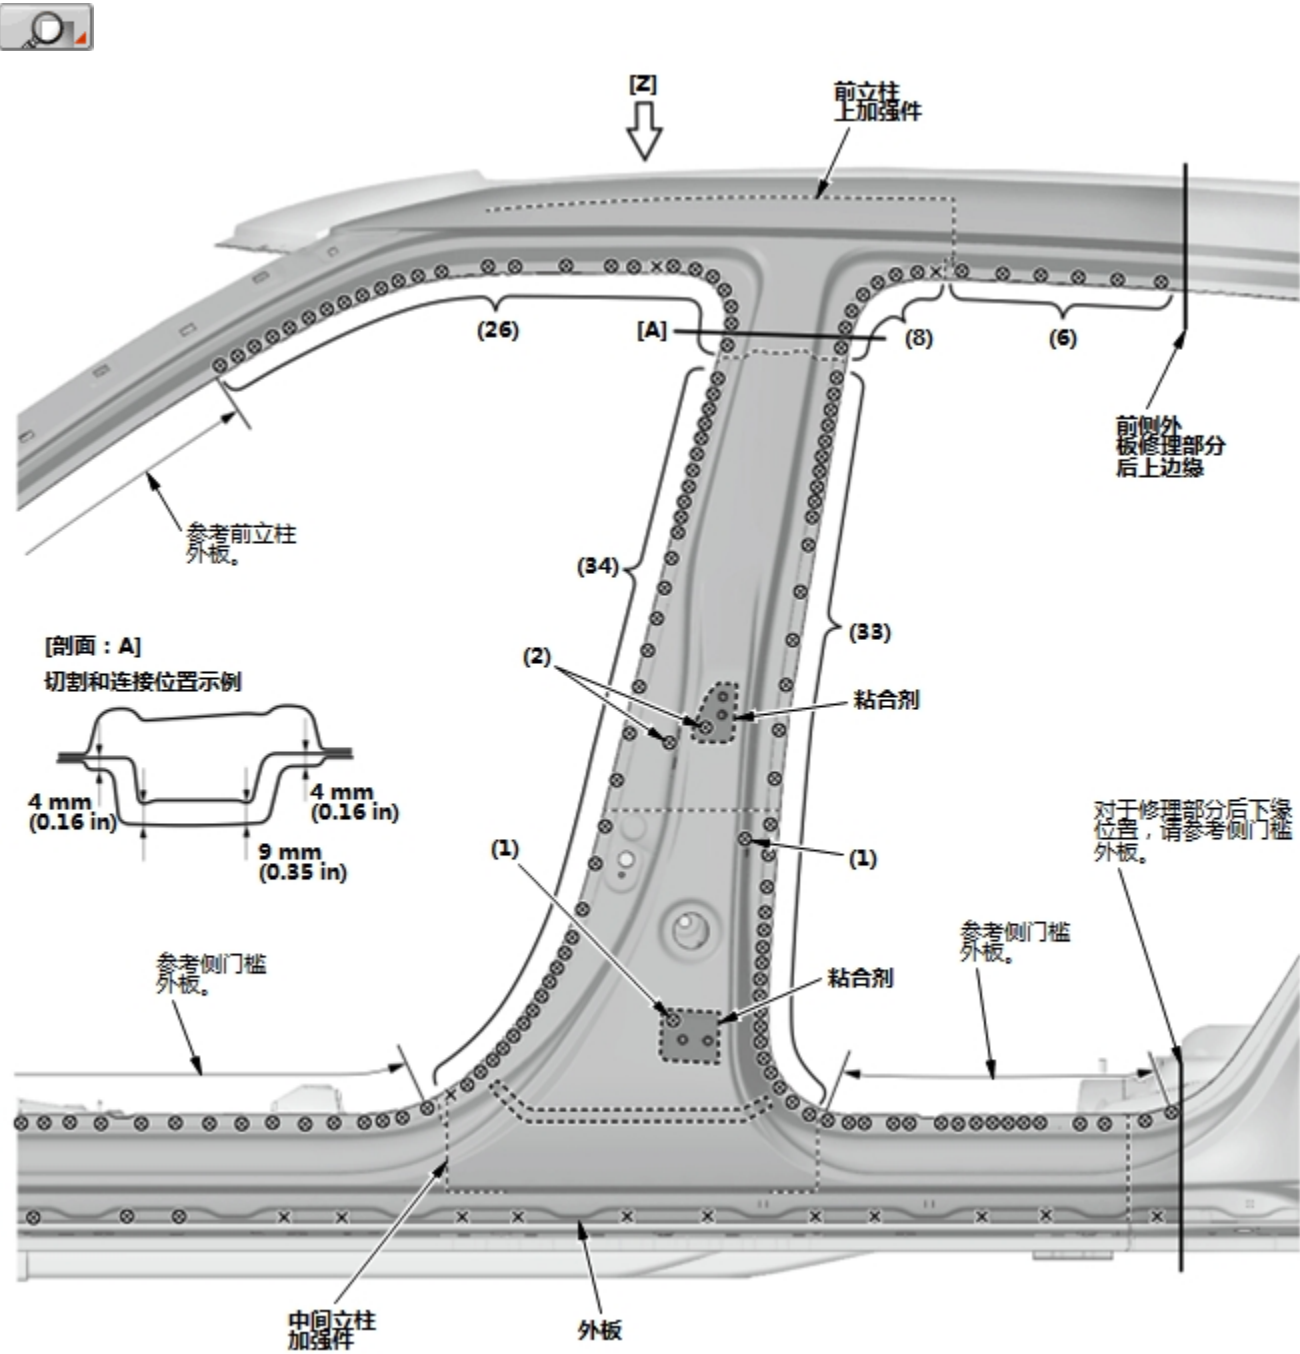 [Z]
前立柱
上加强件
(26)
[A]
(8)
(6)
前侧外
板修理部分
后上边缘
参考前立柱
外板。
(34)
(33)
[剖面：A]
切割和连接位置示例
(2)
粘合剂
4 mm
(0.16 in)
4 mm
(0.16 in)
9 mm
(0.35 in)
(1)
(1)
对于修理部分后下缘
位置，请参考侧门槛
外板。
参考侧门槛
外板。
参考侧门槛
外板。
粘合剂
中间立柱
加强件
外板